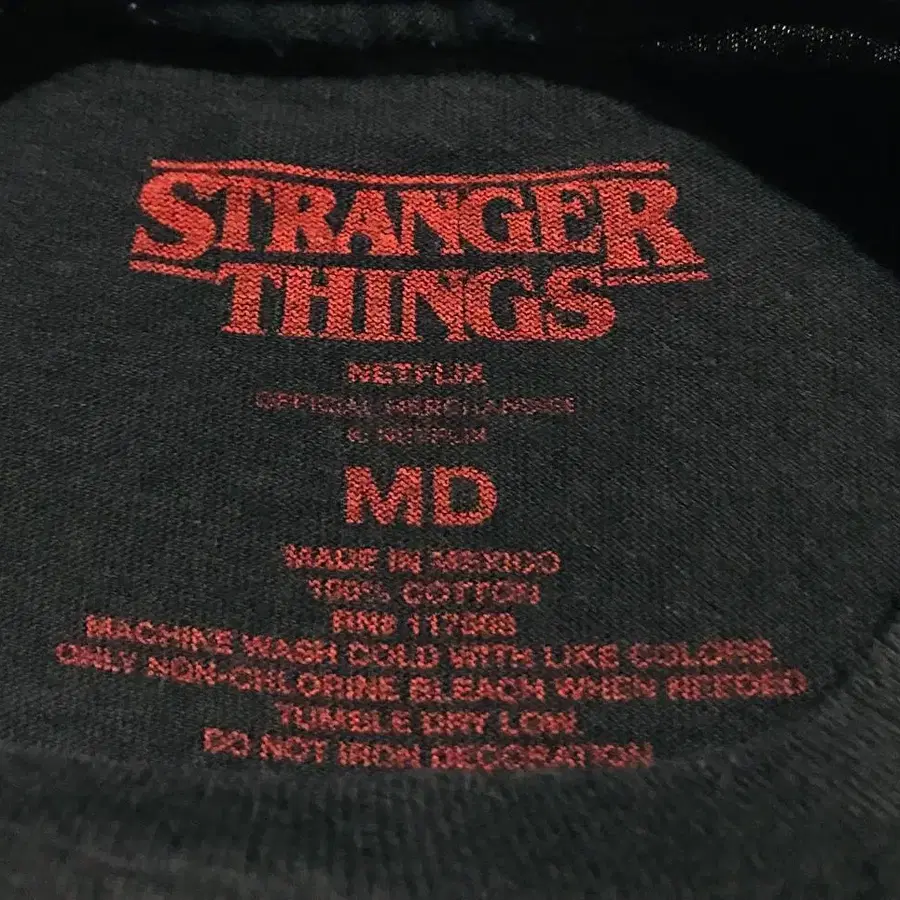 STRANGER
THINGS
NETFLIX
OFFICIAL MERCHANDISE
© NETFLIX
MD
MADE IN MEXICO
100% COTTON
RN#
MACHINE WASH COLD WITH LIKE COLORS.
ONLY NON-CHLORINE BLEACH WHEN NEEDED
TUMBLE DRY LOW.
DO NOT IRON DECORATION